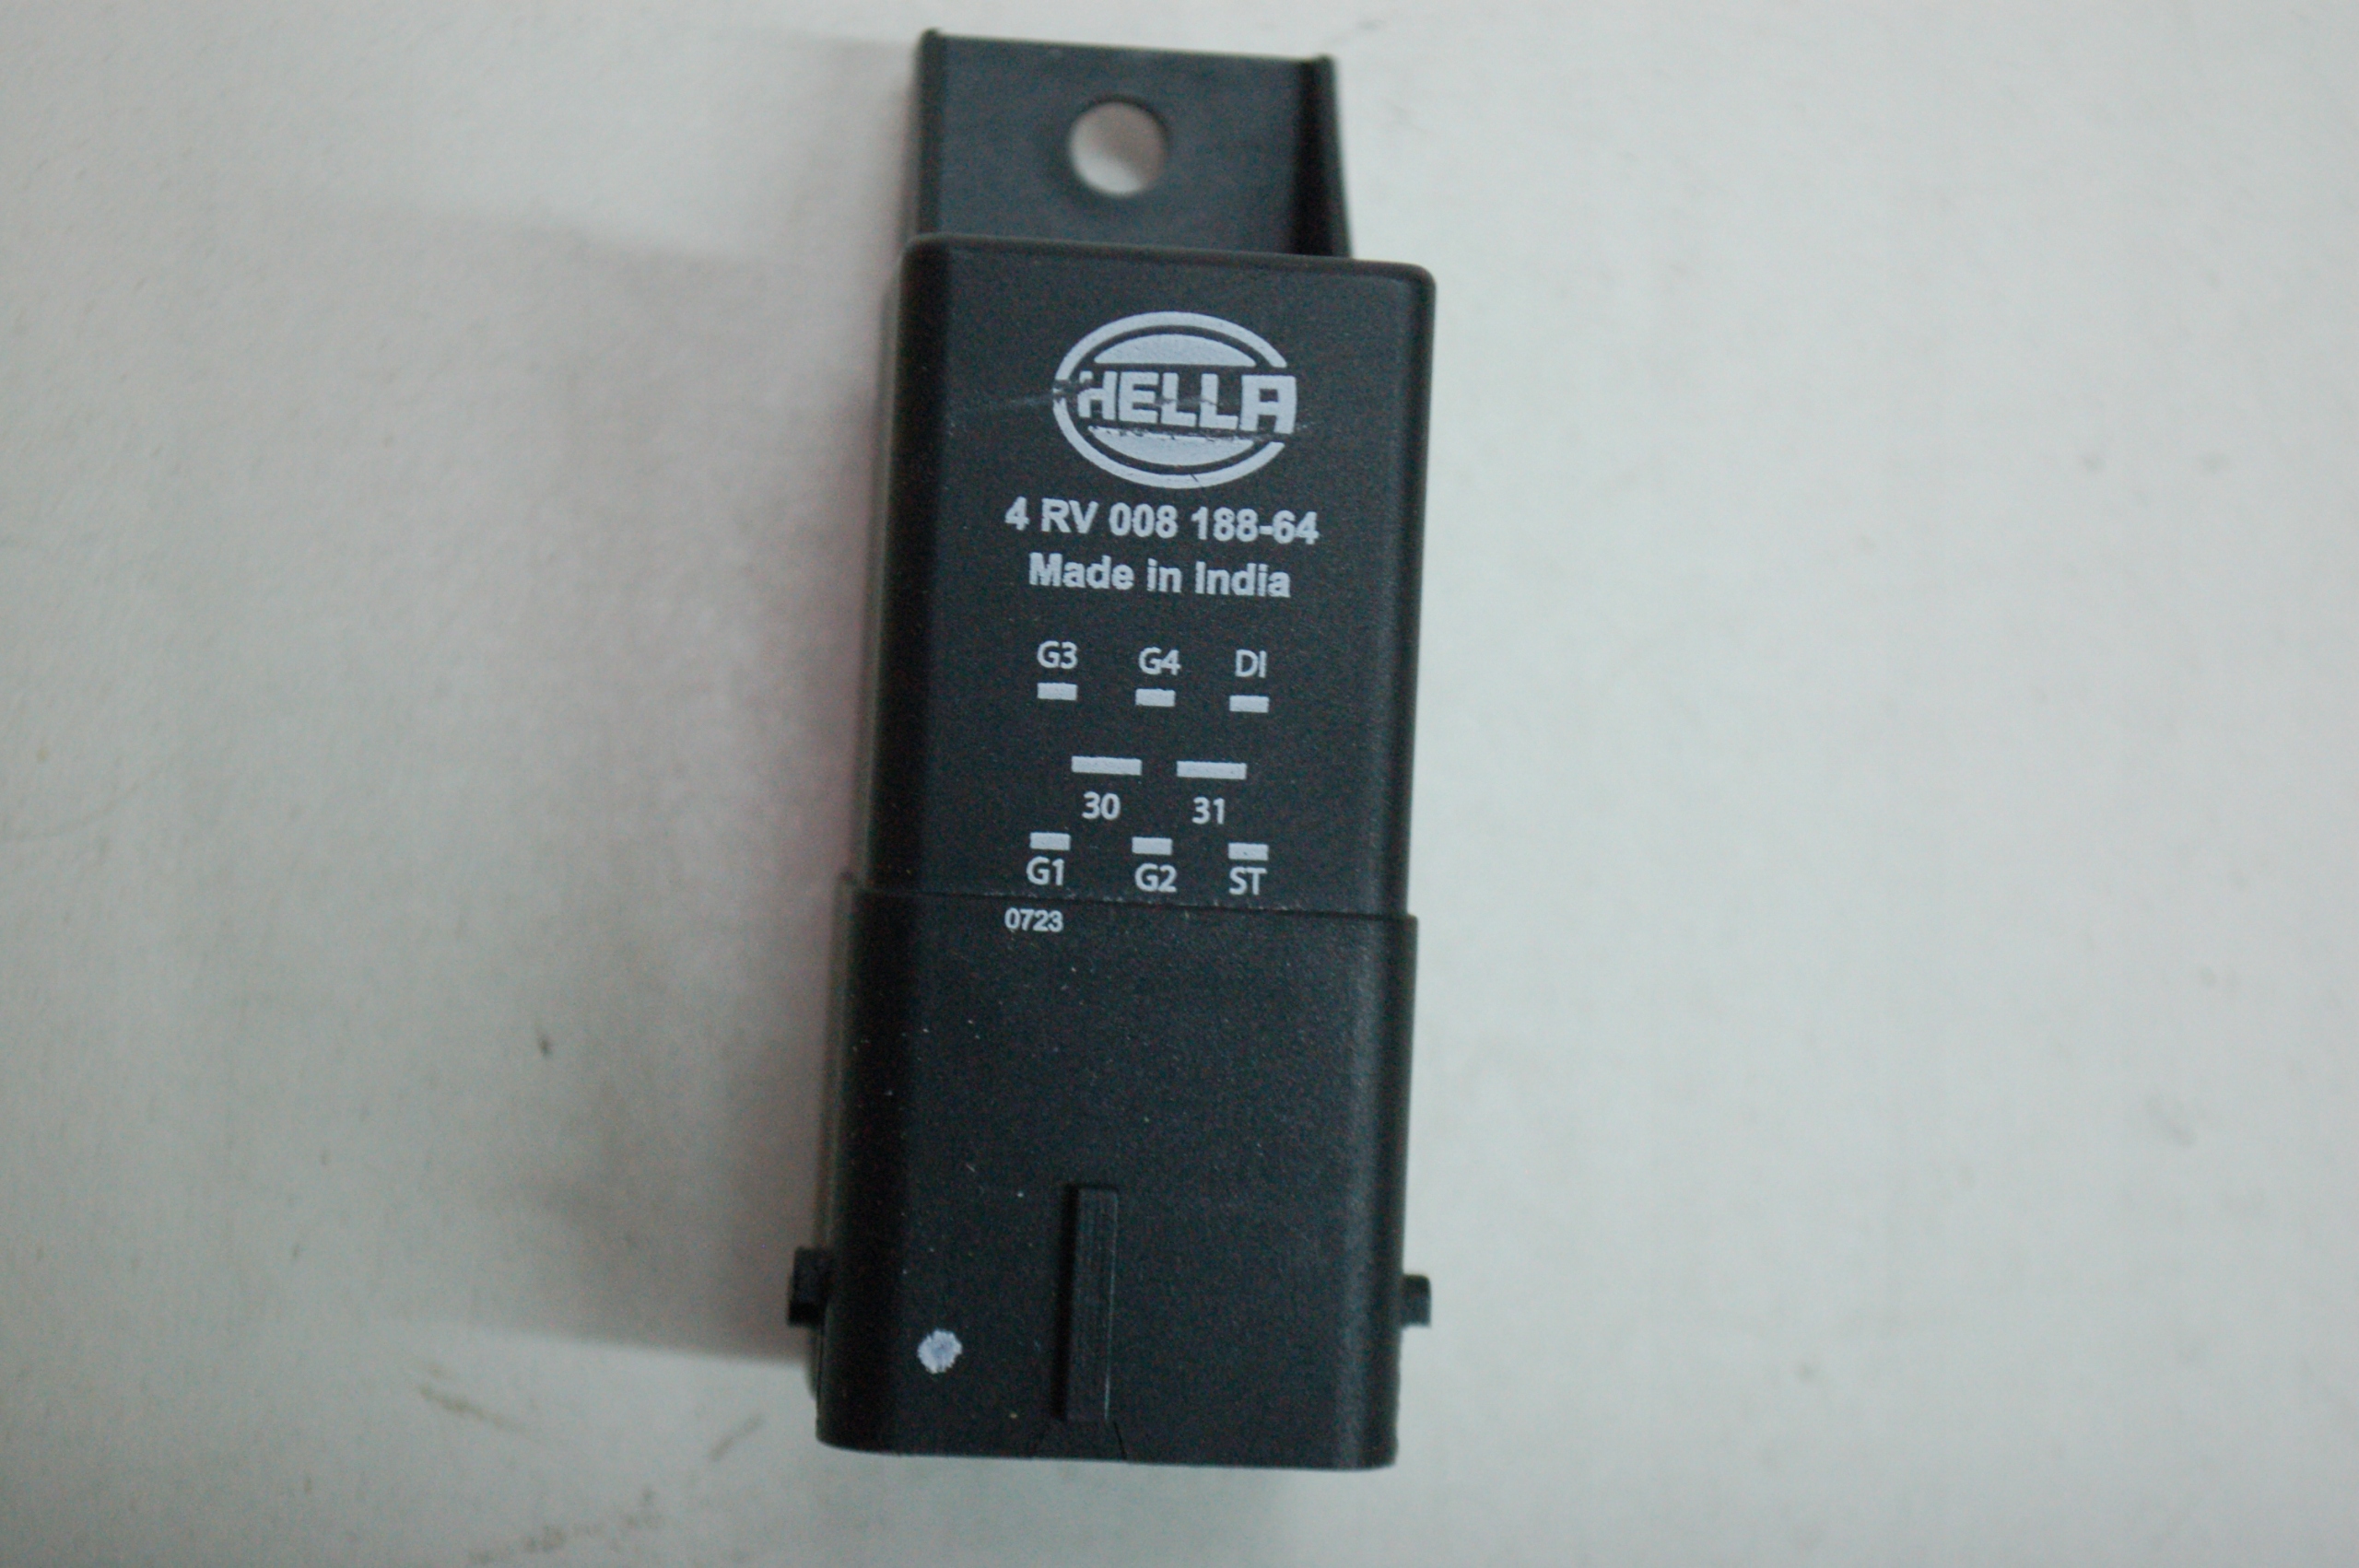 HELLA
4 RV 008 188-64
Made in India
G3 G4 DI
30 31
G1 G2 ST
0723